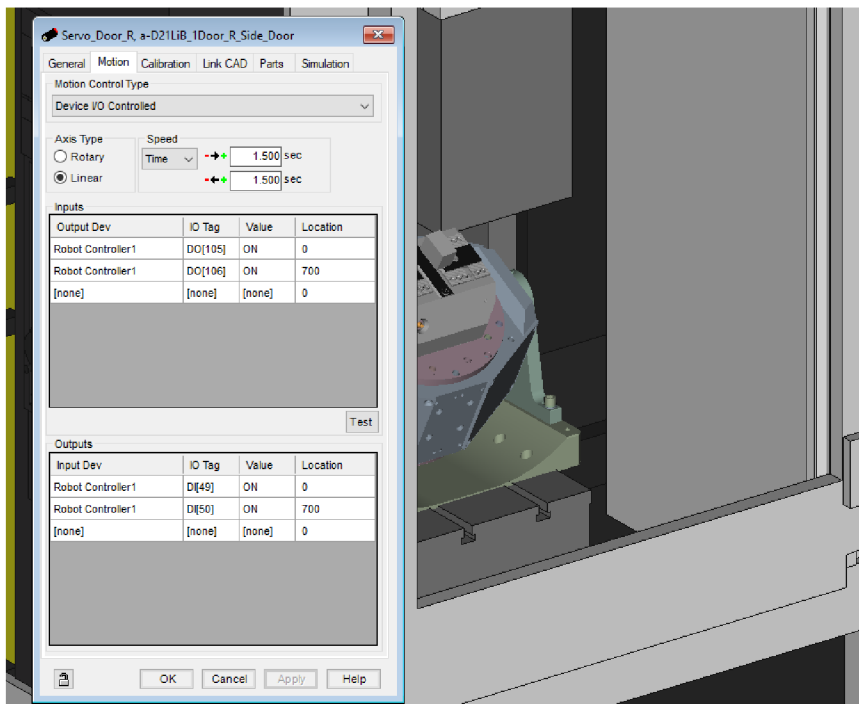 Servo_Door_R, a-D21LiB_1Door_R_Side_Door
General Motion Calibration Link CAD Parts Simulation
Motion Control Type
Device I/O Controlled
Axis Type Speed
Rotary Time 1.500 sec
Linear 1.500 sec
Inputs
Output Dev IO Tag Value Location
Robot Controller1 DO[105] ON 0
Robot Controller1 DO[106] ON 700
[none] [none] [none] 0
Test
Outputs
Input Dev IO Tag Value Location
Robot Controller1 DI[49] ON 0
Robot Controller1 DI[50] ON 700
[none] [none] [none] 0
OK Cancel Apply Help